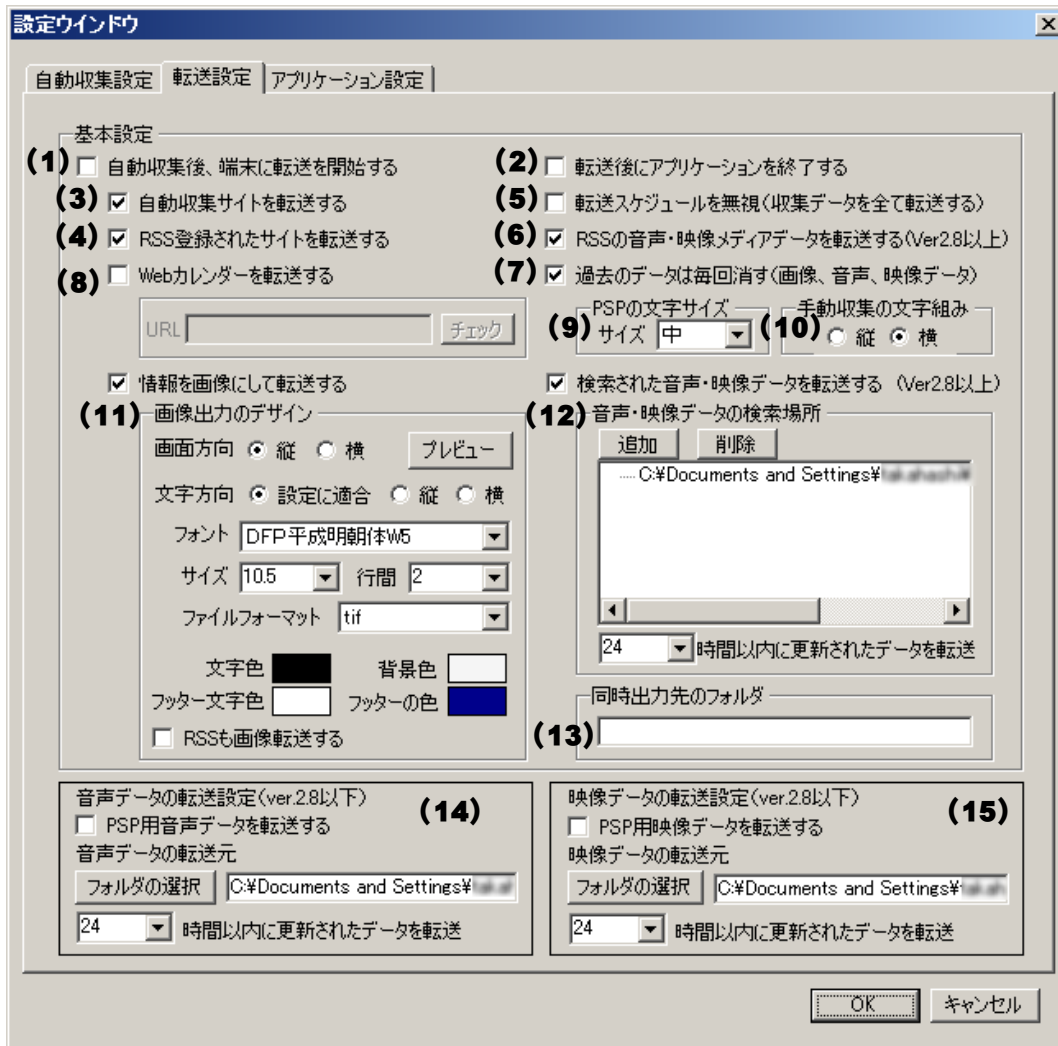 設定ウインドウ
自動収集設定 転送設定 アプリケーション設定
基本設定
(1) 自動収集後、端末に転送を開始する
(2) 転送後にアプリケーションを終了する
(3) 自動収集サイトを転送する
(5) 転送スケジュールを無視(収集データを全て転送する)
(4) RSS登録されたサイトを転送する
(6) RSSの音声・映像メディアデータを転送する(Ver2.8以上)
(8) Webカレンダーを転送する
(7) 過去のデータは毎回消す(画像、音声、映像データ)
URL チェック
PSPの文字サイズ
(9) サイズ 中
手動収集の文字組み
(10) 縦 横
情報を画像にして転送する
検索された音声・映像データを転送する (Ver2.8以上)
(11) 画像出力のデザイン
画面方向 縦 横 プレビュー
文字方向 設定に適合 縦 横
フォント DFP平成明朝体W5
サイズ 10.5 行間 2
ファイルフォーマット tif
文字色 背景色
フッター文字色 フッターの色
RSSも画像転送する
(12) 音声・映像データの検索場所
追加 削除
C:¥Documents and Settings¥
24 時間以内に更新されたデータを転送
同時出力先のフォルダ
(13)
音声データの転送設定(ver.2.8以下)
(14)
PSP用音声データを転送する
音声データの転送元
フォルダの選択 C:¥Documents and Settings¥
24 時間以内に更新されたデータを転送
映像データの転送設定(ver.2.8以下)
(15)
PSP用映像データを転送する
映像データの転送元
フォルダの選択 C:¥Documents and Settings¥
24 時間以内に更新されたデータを転送
OK キャンセル